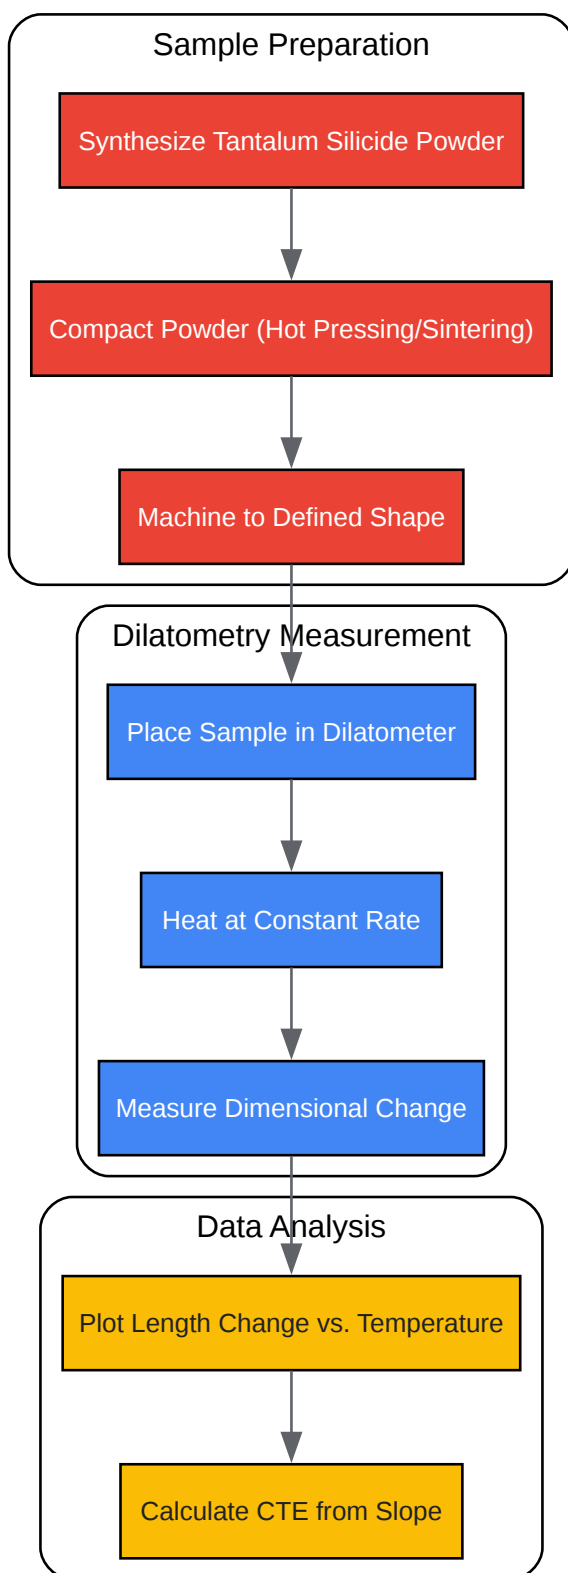 Sample Preparation
Synthesize Tantalum Silicide Powder
Compact Powder (Hot Pressing/Sintering)
Machine to Defined Shape
Dilatometry Measurement
Place Sample in Dilatometer
Heat at Constant Rate
Measure Dimensional Change
Data Analysis
Plot Length Change vs. Temperature
Calculate CTE from Slope